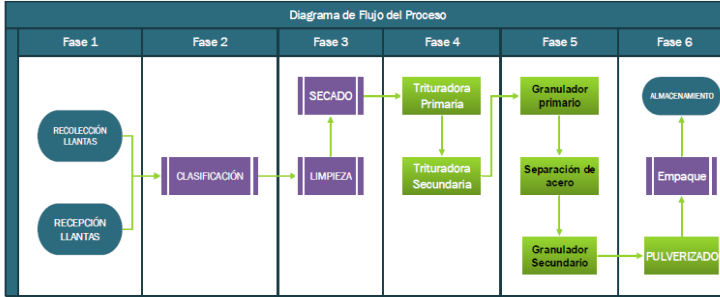 Diagrama de Flujo del Proceso
Fase 1
Fase 2
Fase 3
Fase 4
Fase 5
Fase 6
RECOLECCIÓN
LLANTAS
RECEPCIÓN
LLANTAS
CLASIFICACIÓN
SECADO
LIMPIEZA
Trituradora
Primaria
Trituradora
Secundaria
Granulador
primario
Separación de
acero
Granulador
Secundario
ALMACENAMIENTO
Empaque
PULVERIZADO